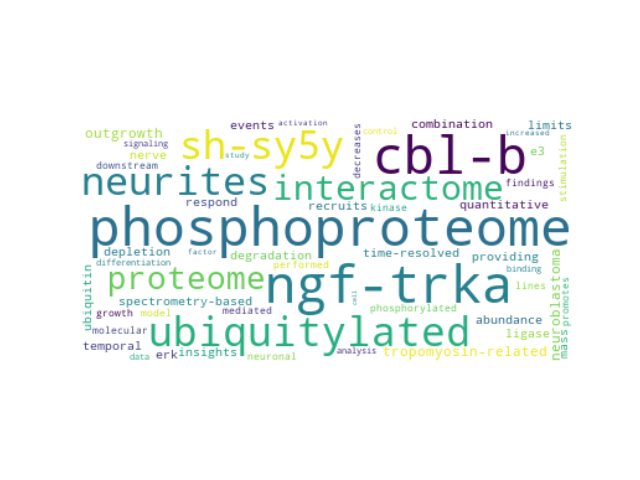 events activation combination limits
outgrowth control increased
signaling sh-sy5y decreases cbl-b e3
nerve study
downstream
neurites interactome findings stimulation
respond recruits kinase quantitative
phosphoproteome
depletion factor degradation time-resolved providing
differentiation performed binding
ubiquitin proteome ngf-trka lines neuroblastoma
spectrometry-based cell
growth model mediated phosphorylated promotes
molecular ubiquitylated abundance mass
ligase
temporal erk insights analysis tropomyosin-related
data neuronal